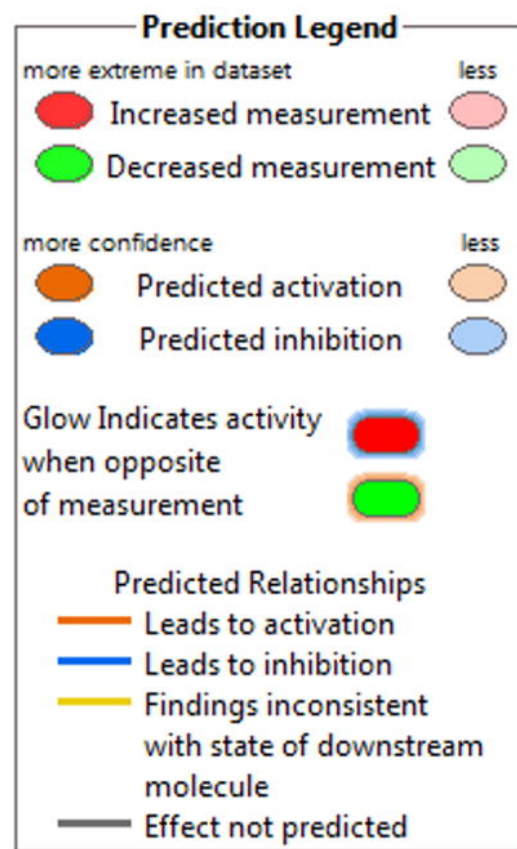 Prediction Legend
more extreme in dataset less
Increased measurement
Decreased measurement
more confidence less
Predicted activation
Predicted inhibition
Glow Indicates activity
when opposite
of measurement
Predicted Relationships
Leads to activation
Leads to inhibition
Findings inconsistent
with state of downstream
molecule
Effect not predicted